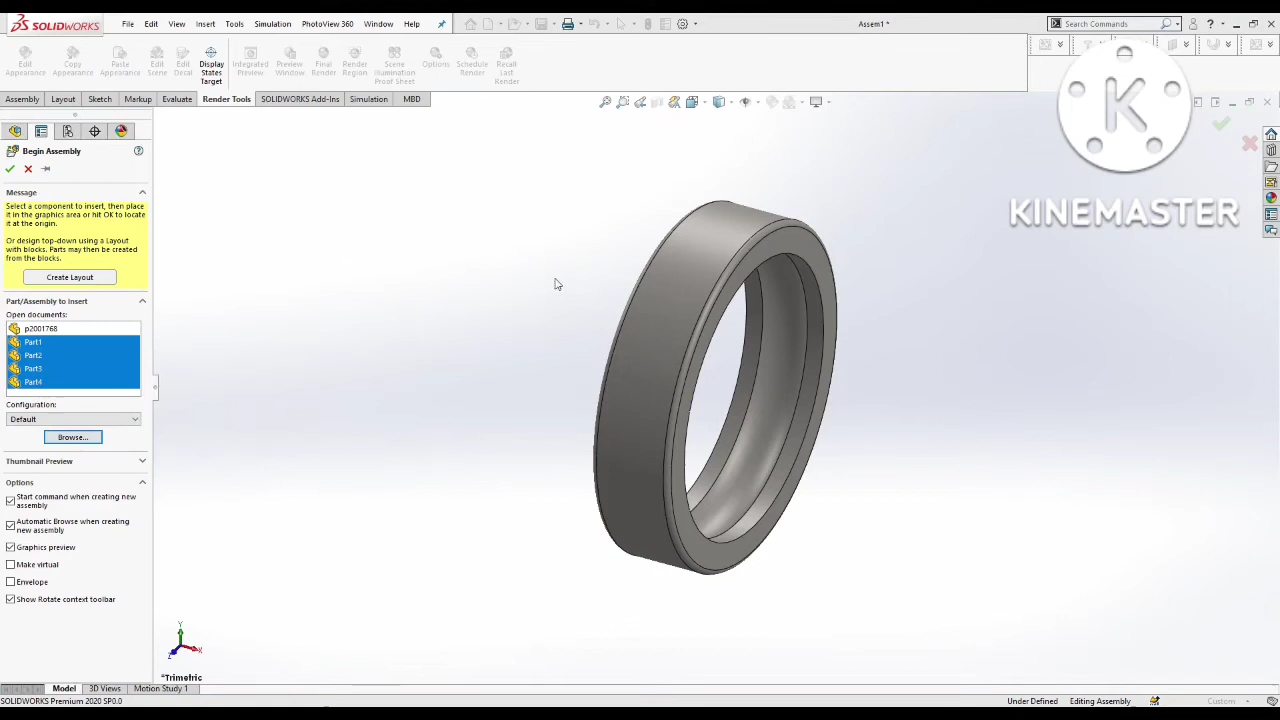 SOLIDWORKS File Edit View Insert Tools Simulation PhotoView 360 Window Help Assem1 * Search Commands
Edit Appearance
Copy Appearance
Paste Appearance
Edit Scene
Edit Decal
Display States Target
Integrated Preview
Preview Window
Final Render
Render Region
Scene Illumination Proof Sheet
Options
Schedule Render
Recall Last Render
Assembly Layout Sketch Markup Evaluate Render Tools SOLIDWORKS Add-Ins Simulation MBD
K
KINEMASTER
Begin Assembly
Message
Select a component to insert, then place
it in the graphics area or hit OK to locate
it at the origin.
Or design top-down using a Layout
with blocks. Parts may then be created
from the blocks.
Create Layout
Part/Assembly to Insert
Open documents:
p2001768
Part1
Part2
Part3
Part4
Configuration:
Default
Browse...
Thumbnail Preview
Options
Start command when creating new
assembly
Automatic Browse when creating
new assembly
Graphics preview
Make virtual
Envelope
Show Rotate context toolbar
Y
X
Z
*Trimetric
Model 3D Views Motion Study 1
SOLIDWORKS Premium 2020 SP0.0 Under Defined Editing Assembly Custom